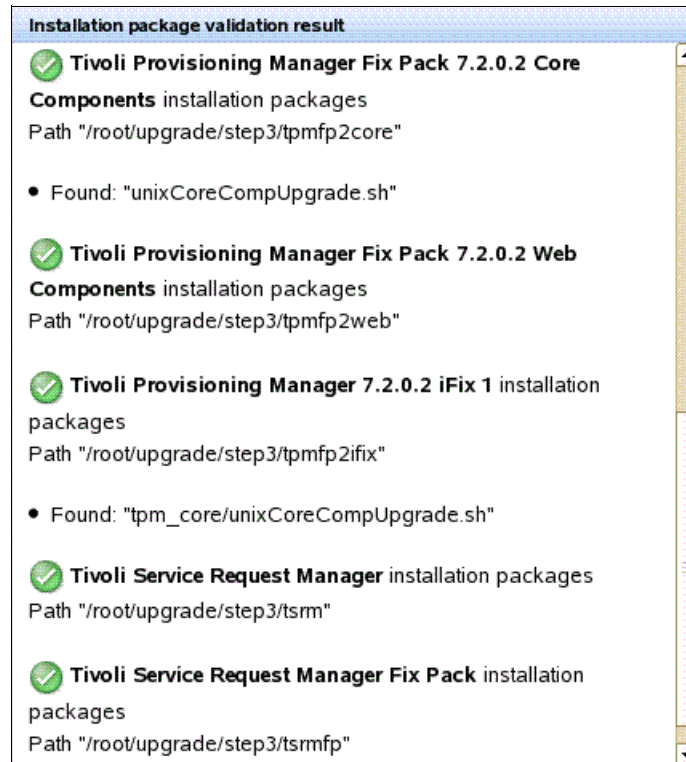 Installation package validation result
Tivoli Provisioning Manager Fix Pack 7.2.0.2 Core
Components installation packages
Path "/root/upgrade/step3/tpmfp2core"
• Found: "unixCoreCompUpgrade.sh"
Tivoli Provisioning Manager Fix Pack 7.2.0.2 Web
Components installation packages
Path "/root/upgrade/step3/tpmfp2web"
Tivoli Provisioning Manager 7.2.0.2 iFix 1 installation
packages
Path "/root/upgrade/step3/tpmfp2ifix"
• Found: "tpm_core/unixCoreCompUpgrade.sh"
Tivoli Service Request Manager installation packages
Path "/root/upgrade/step3/tsrm"
Tivoli Service Request Manager Fix Pack installation
packages
Path "/root/upgrade/step3/tsrmfp"